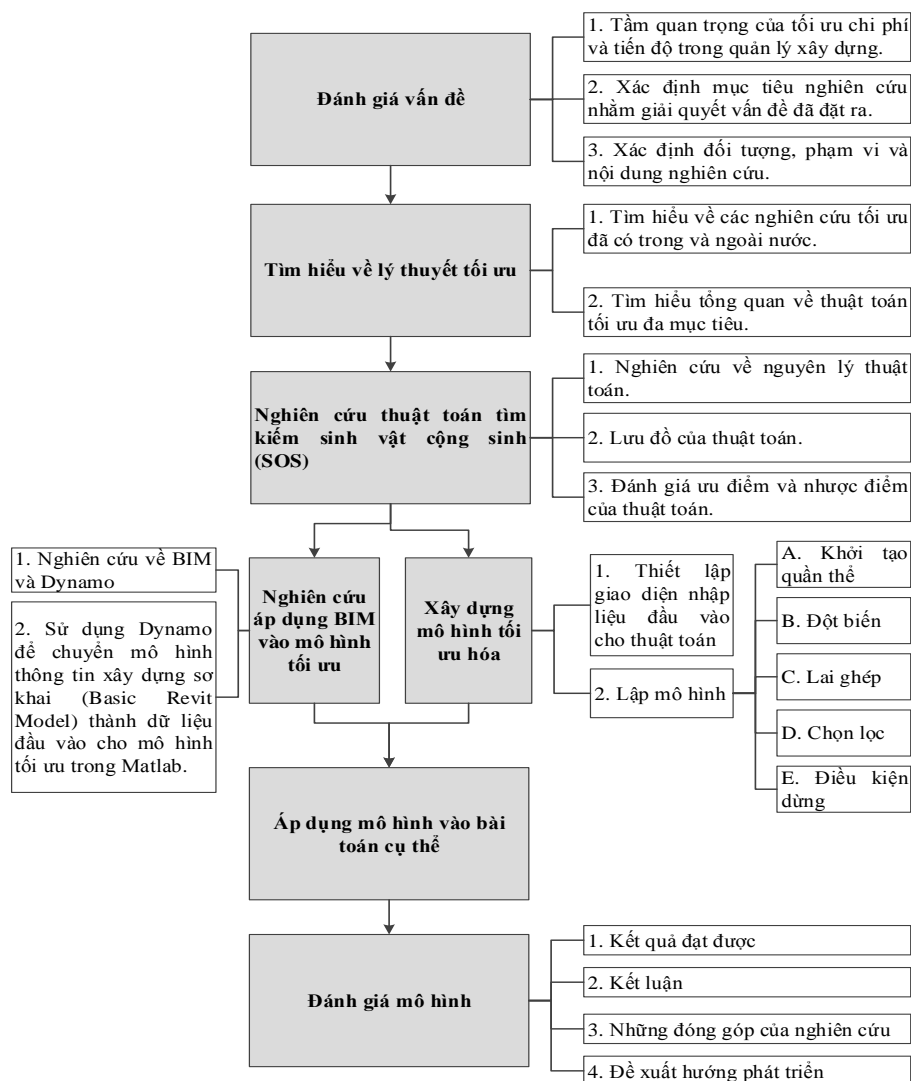 Đánh giá vấn đề
1. Tầm quan trọng của tối ưu chi phí
và tiến độ trong quản lý xây dựng.
2. Xác định mục tiêu nghiên cứu
nhằm giải quyết vấn đề đã đặt ra.
3. Xác định đối tượng, phạm vi và
nội dung nghiên cứu.
Tìm hiểu về lý thuyết tối ưu
1. Tìm hiểu về các nghiên cứu tối ưu
đã có trong và ngoài nước.
2. Tìm hiểu tổng quan về thuật toán
tối ưu đa mục tiêu.
Nghiên cứu thuật toán tìm
kiếm sinh vật cộng sinh
(SOS)
1. Nghiên cứu về nguyên lý thuật
toán.
2. Lưu đồ của thuật toán.
3. Đánh giá ưu điểm và nhược điểm
của thuật toán.
1. Nghiên cứu về BIM
và Dynamo
2. Sử dụng Dynamo
để chuyển mô hình
thông tin xây dựng sơ
khai (Basic Revit
Model) thành dữ liệu
đầu vào cho mô hình
tối ưu trong Matlab.
Nghiên cứu
áp dụng BIM
vào mô hình
tối ưu
Xây dựng
mô hình tối
ưu hóa
1. Thiết lập
giao diện nhập
liệu đầu vào
cho thuật toán
2. Lập mô hình
A. Khởi tạo
quần thể
B. Đột biến
C. Lai ghép
D. Chọn lọc
E. Điều kiện
dừng
Áp dụng mô hình vào bài
toán cụ thể
Đánh giá mô hình
1. Kết quả đạt được
2. Kết luận
3. Những đóng góp của nghiên cứu
4. Đề xuất hướng phát triển